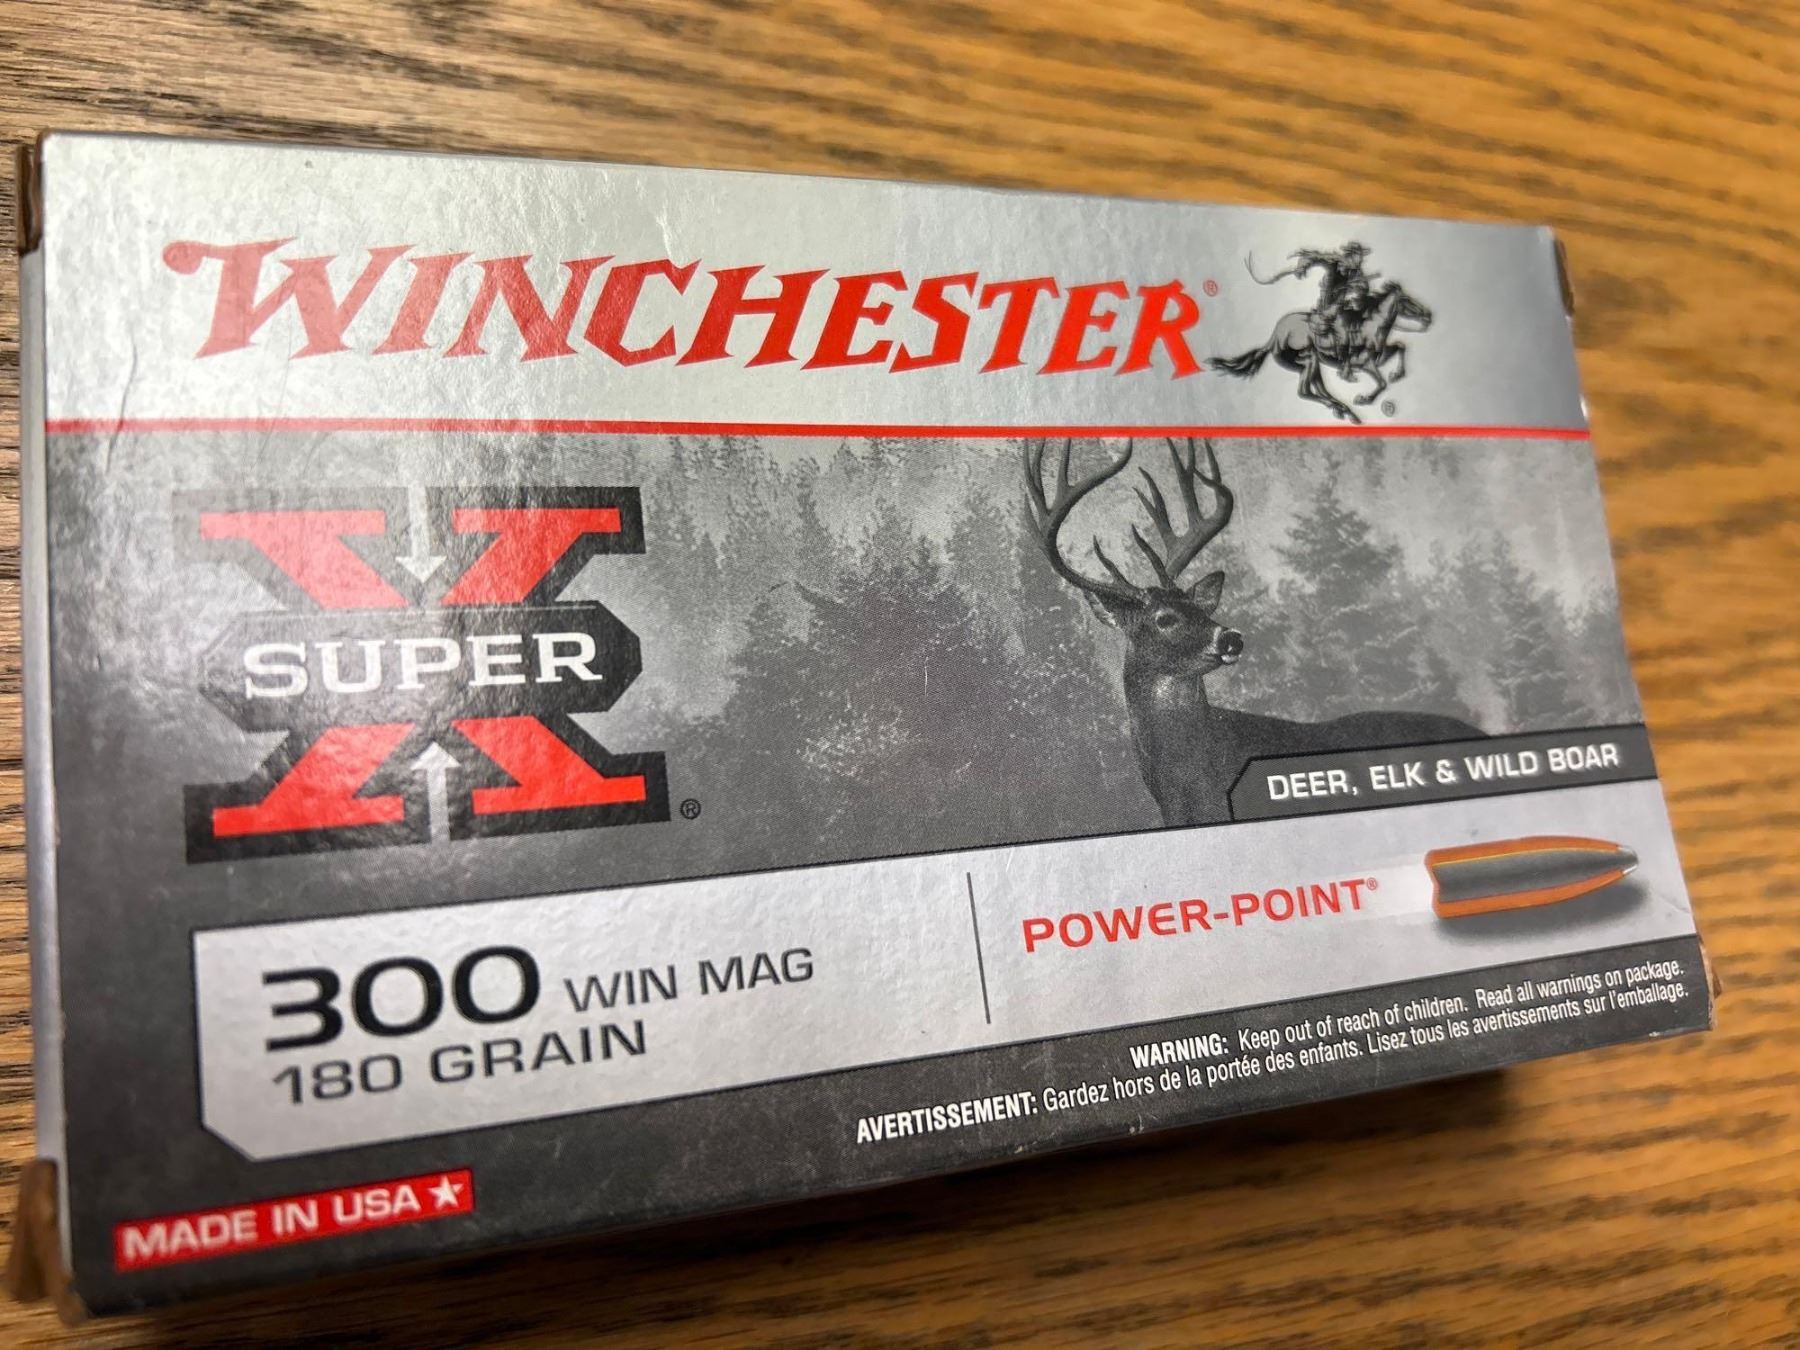 WINCHESTER®
®
SUPER X®
DEER, ELK & WILD BOAR
300 WIN MAG
180 GRAIN
POWER-POINT®
WARNING: Keep out of reach of children. Read all warnings on package.
AVERTISSEMENT: Gardez hors de la portée des enfants. Lisez tous les avertissements sur l'emballage.
MADE IN USA